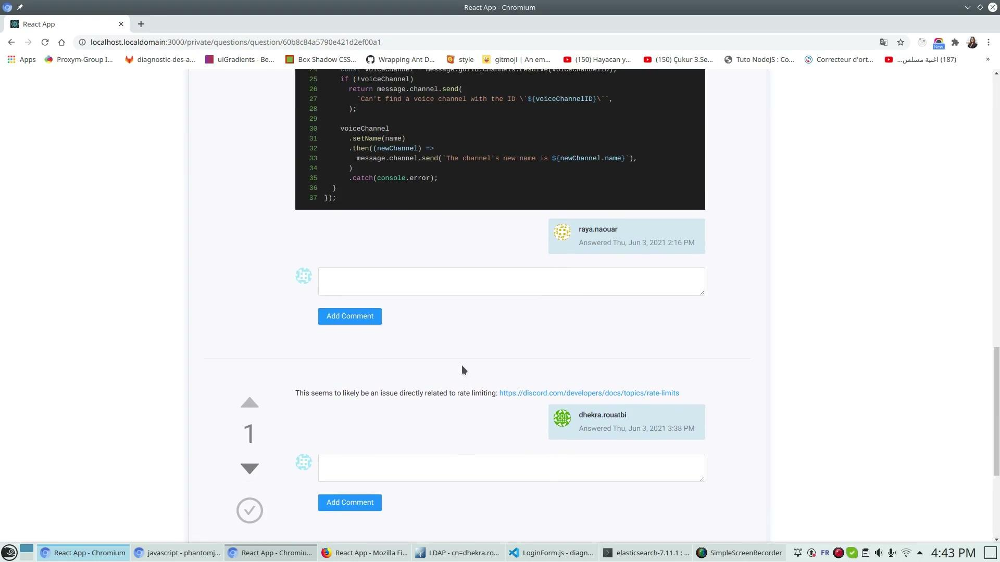 React App - Chromium
React App
localhost.localdomain:3000/private/questions/question/60b8c84a5790e421d2ef00a1
New
Apps
Proxym-Group I...
diagnostic-des-a...
uiGradients - Be...
Box Shadow CSS...
Wrapping Ant D...
style
gitmoji | An em...
(150) Hayacan y...
(150) Çukur 3.Se...
Tuto NodeJS : Co...
Correcteur d'ort...
(187) اغنية مسلس...
»
24 const voiceChannel = message.guild.channels.resolve(voiceChannelID);
25 if (!voiceChannel)
26 return message.channel.send(
27 `Can't find a voice channel with the ID \`${voiceChannelID}\``,
28 );
29
30 voiceChannel
31 .setName(name)
32 .then((newChannel) =>
33 message.channel.send(`The channel's new name is ${newChannel.name}`),
34 )
35 .catch(console.error);
36 }
37 });
raya.naouar
Answered Thu, Jun 3, 2021 2:16 PM
Add Comment
This seems to likely be an issue directly related to rate limiting: https://discord.com/developers/docs/topics/rate-limits
dhekra.rouatbi
Answered Thu, Jun 3, 2021 3:38 PM
1
Add Comment
React App - Chromium
javascript - phantomj...
React App - Chromiu...
React App - Mozilla Fi...
LDAP - cn=dhekra.ro...
LoginForm.js - diagn...
elasticsearch-7.11.1 : ...
SimpleScreenRecorder
FR
4:43 PM